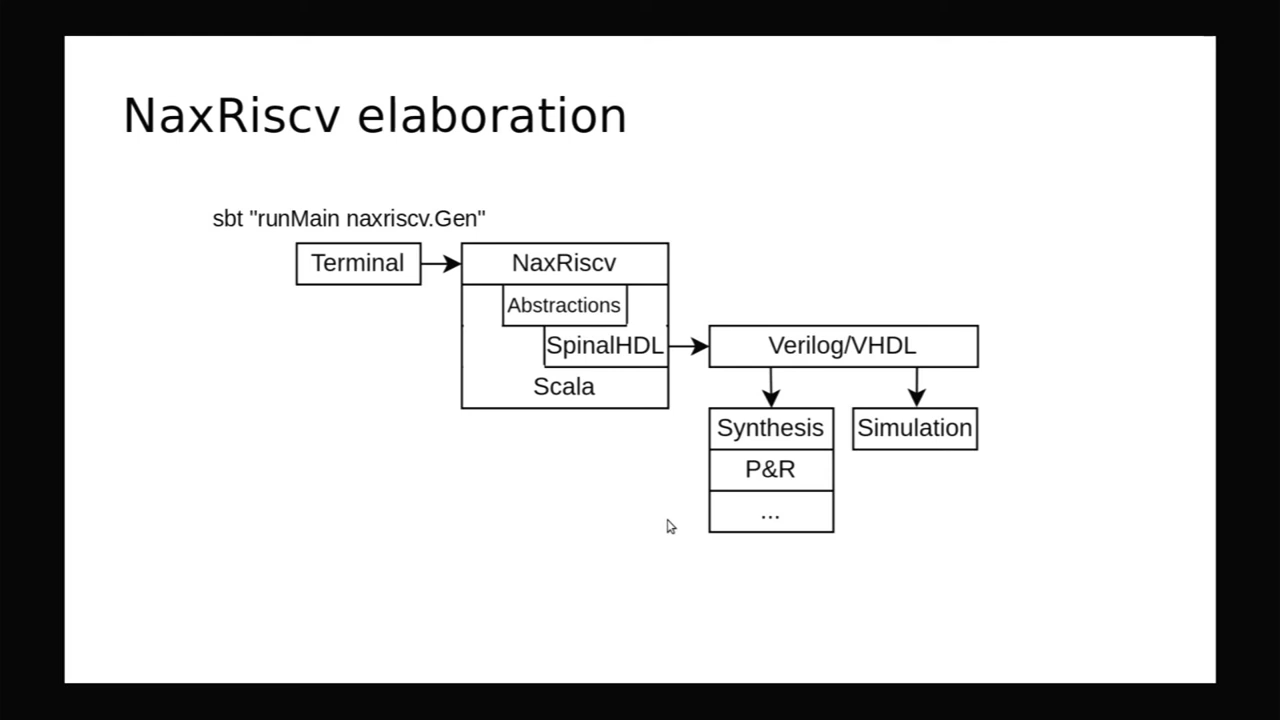 NaxRiscv elaboration
sbt "runMain naxriscv.Gen"
Terminal
NaxRiscv
Abstractions
SpinalHDL
Scala
Verilog/VHDL
Synthesis
Simulation
P&R
...